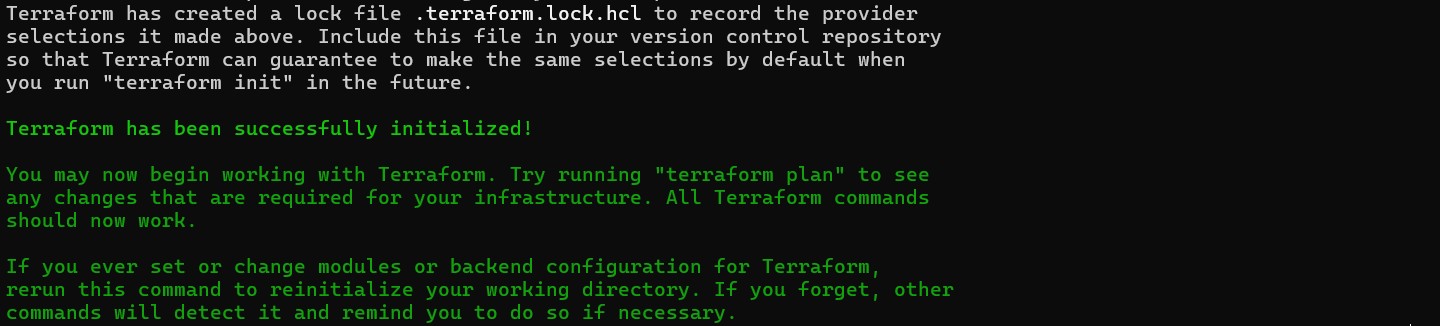 Terraform has created a lock file .terraform.lock.hcl to record the provider
selections it made above. Include this file in your version control repository
so that Terraform can guarantee to make the same selections by default when
you run "terraform init" in the future.
Terraform has been successfully initialized!
You may now begin working with Terraform. Try running "terraform plan" to see
any changes that are required for your infrastructure. All Terraform commands
should now work.
If you ever set or change modules or backend configuration for Terraform,
rerun this command to reinitialize your working directory. If you forget, other
commands will detect it and remind you to do so if necessary.